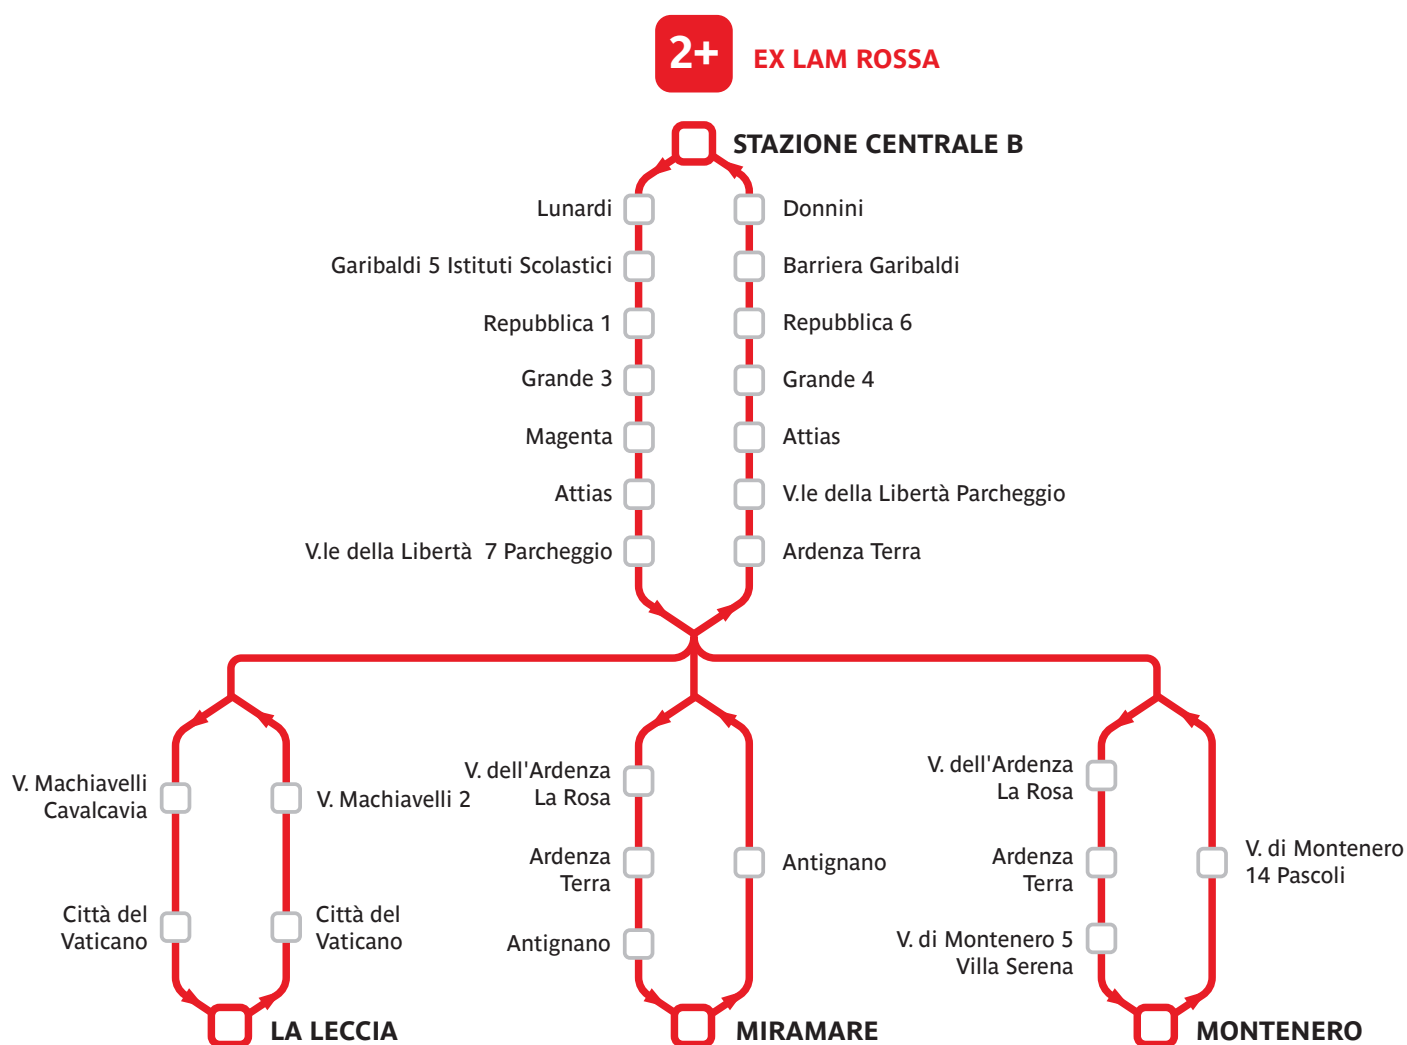 2+
EX LAM ROSSA
STAZIONE CENTRALE B
Lunardi
Donnini
Garibaldi 5 Istituti Scolastici
Barriera Garibaldi
Repubblica 1
Repubblica 6
Grande 3
Grande 4
Magenta
Attias
Attias
V.le della Libertà Parcheggio
V.le della Libertà  7 Parcheggio
Ardenza Terra
V. Machiavelli
Cavalcavia
V. Machiavelli 2
Città del
Vaticano
Città del
Vaticano
LA LECCIA
V. dell'Ardenza
La Rosa
Ardenza
Terra
Antignano
Antignano
MIRAMARE
V. dell'Ardenza
La Rosa
Ardenza
Terra
V. di Montenero 5
Villa Serena
V. di Montenero
14 Pascoli
MONTENERO